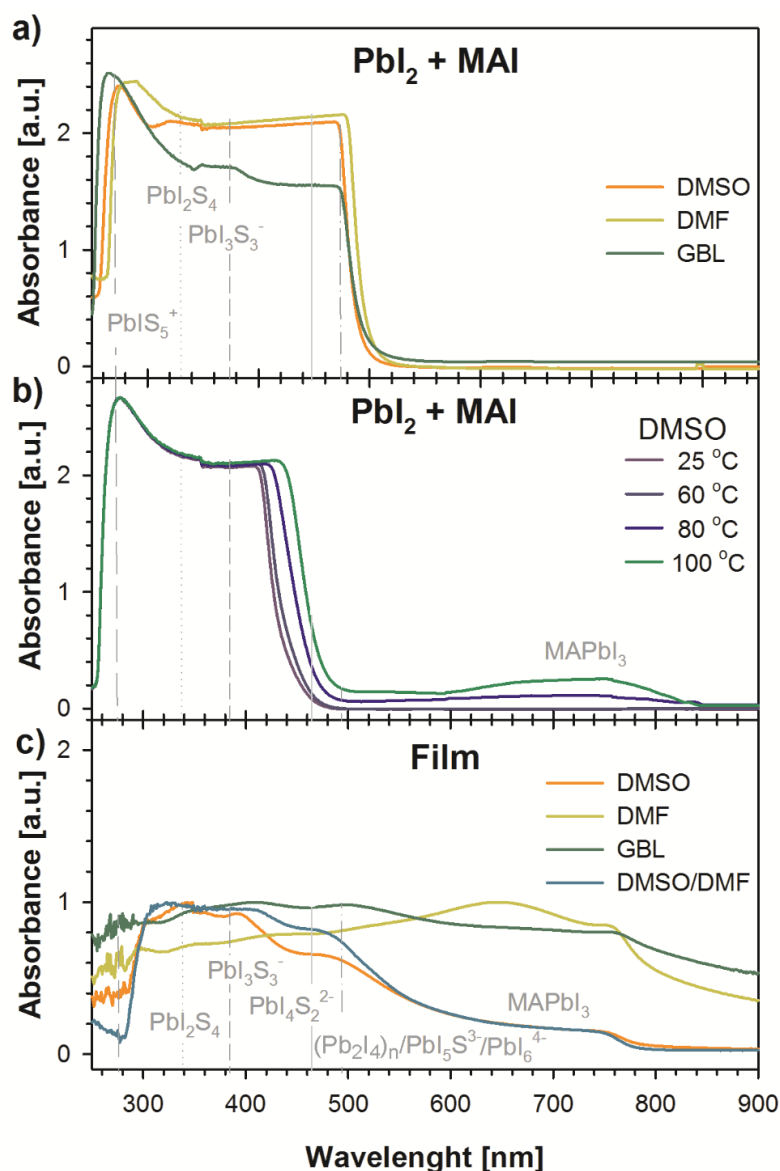 a)
PbI₂ + MAI
Absorbance [a.u.]
2
1
0
PbI₂S₄
PbI₃S₃⁻
PbIS₅⁺
DMSO
DMF
GBL
b)
PbI₂ + MAI
Absorbance [a.u.]
2
1
0
DMSO
25 °C
60 °C
80 °C
100 °C
MAPbI₃
c)
Film
Absorbance [a.u.]
2
1
0
DMSO
DMF
GBL
DMSO/DMF
PbI₃S₃⁻
PbI₄S₂²⁻
PbI₂S₄
MAPbI₃
(Pb₂I₄)ₙ/PbI₅S³⁻/PbI₆⁴⁻
300 400 500 600 700 800 900
Wavelenght [nm]